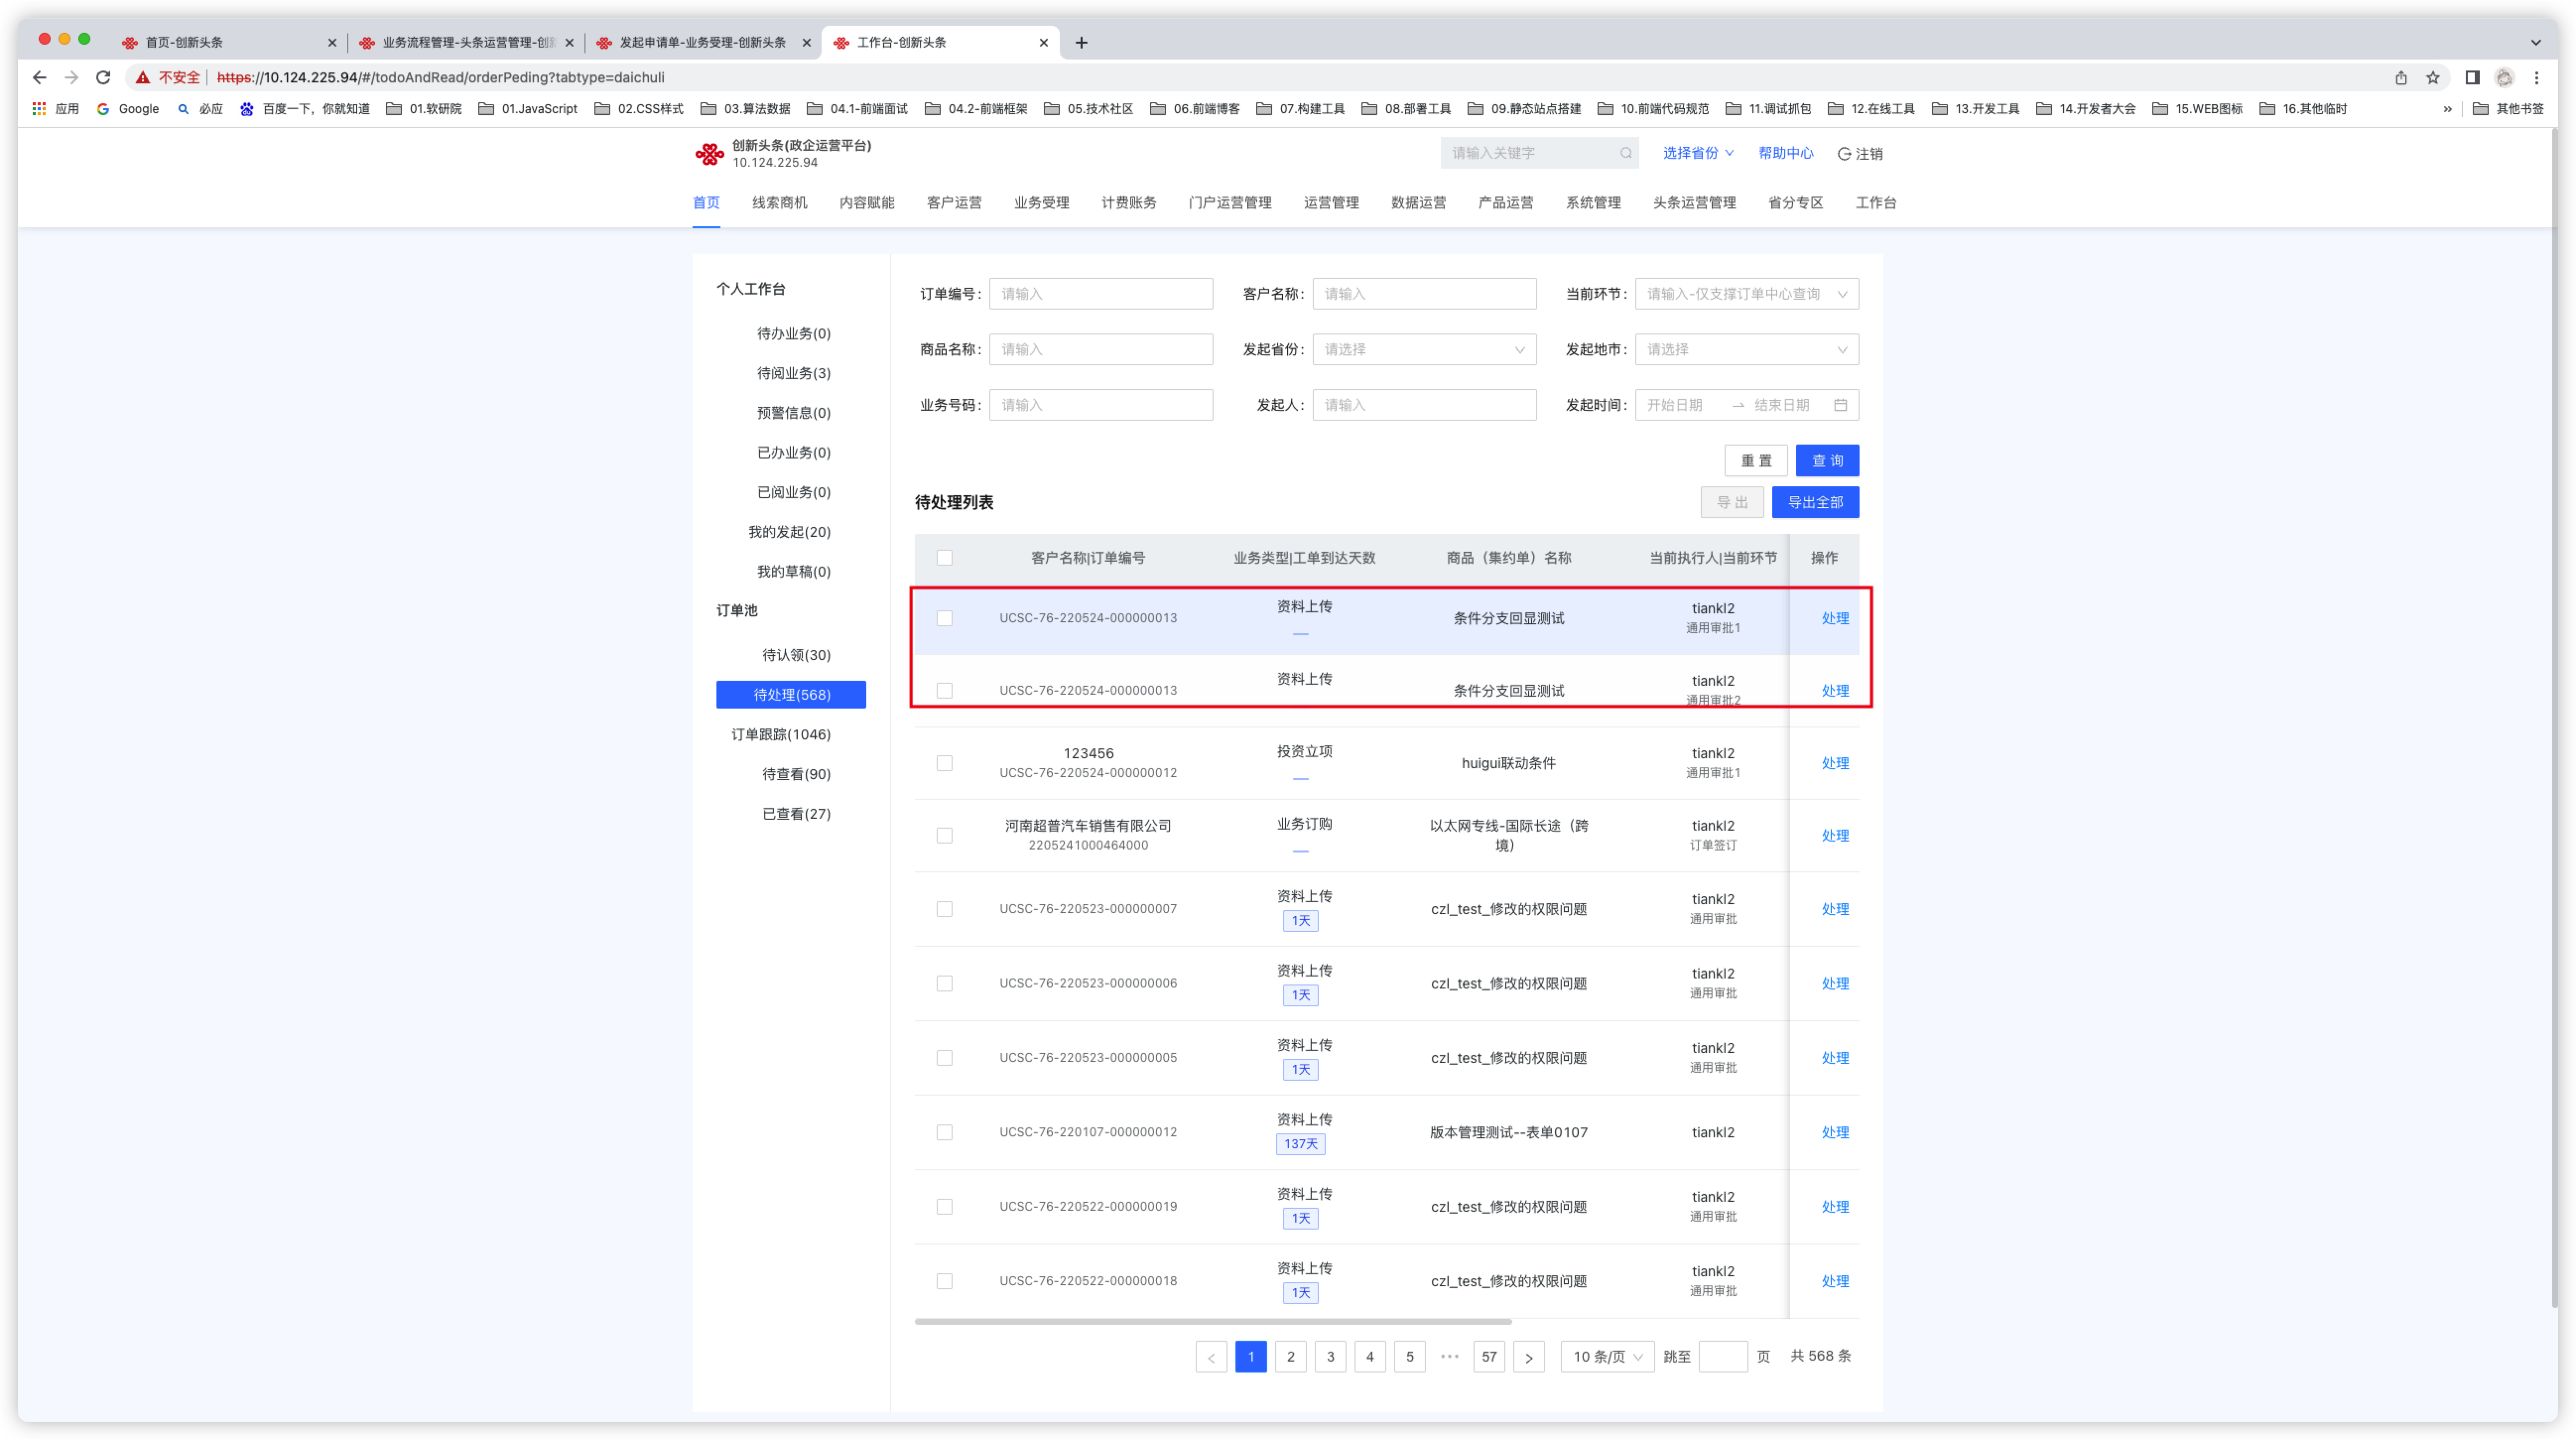 首页-创新头条
业务流程管理-头条运营管理-创新
发起申请单-业务受理-创新头条
工作台-创新头条
不安全 https://10.124.225.94/#/todoAndRead/orderPeding?tabtype=daichuli
应用 Google 必应 百度一下，你就知道 01.软研院 01.JavaScript 02.CSS样式 03.算法数据 04.1-前端面试 04.2-前端框架 05.技术社区 06.前端博客 07.构建工具 08.部署工具 09.静态站点搭建 10.前端代码规范 11.调试抓包 12.在线工具 13.开发工具 14.开发者大会 15.WEB图标 16.其他临时 » 其他书签
创新头条(政企运营平台)
10.124.225.94
请输入关键字 选择省份 帮助中心 注销
首页 线索商机 内容赋能 客户运营 业务受理 计费账务 门户运营管理 运营管理 数据运营 产品运营 系统管理 头条运营管理 省分专区 工作台
个人工作台
待办业务(0)
待阅业务(3)
预警信息(0)
已办业务(0)
已阅业务(0)
我的发起(20)
我的草稿(0)
订单池
待认领(30)
待处理(568)
订单跟踪(1046)
待查看(90)
已查看(27)
订单编号: 请输入 客户名称: 请输入 当前环节: 请输入-仅支撑订单中心查询
商品名称: 请输入 发起省份: 请选择 发起地市: 请选择
业务号码: 请输入 发起人: 请输入 发起时间: 开始日期 → 结束日期
重 置 查 询
待处理列表 导 出 导出全部
客户名称|订单编号 业务类型|工单到达天数 商品（集约单）名称 当前执行人|当前环节 操作
UCSC-76-220524-000000013 资料上传 条件分支回显测试 tiankl2 通用审批1 处理
UCSC-76-220524-000000013 资料上传 条件分支回显测试 tiankl2 通用审批2 处理
123456 投资立项 tiankl2
UCSC-76-220524-000000012 huigui联动条件 通用审批1 处理
河南超普汽车销售有限公司 业务订购 以太网专线-国际长途（跨 tiankl2
2205241000464000 境） 订单签订 处理
UCSC-76-220523-000000007 资料上传 1天 czl_test_修改的权限问题 tiankl2 通用审批 处理
UCSC-76-220523-000000006 资料上传 1天 czl_test_修改的权限问题 tiankl2 通用审批 处理
UCSC-76-220523-000000005 资料上传 1天 czl_test_修改的权限问题 tiankl2 通用审批 处理
UCSC-76-220107-000000012 资料上传 137天 版本管理测试--表单0107 tiankl2 处理
UCSC-76-220522-000000019 资料上传 1天 czl_test_修改的权限问题 tiankl2 通用审批 处理
UCSC-76-220522-000000018 资料上传 1天 czl_test_修改的权限问题 tiankl2 通用审批 处理
< 1 2 3 4 5 ••• 57 > 10 条/页 跳至 页 共 568 条